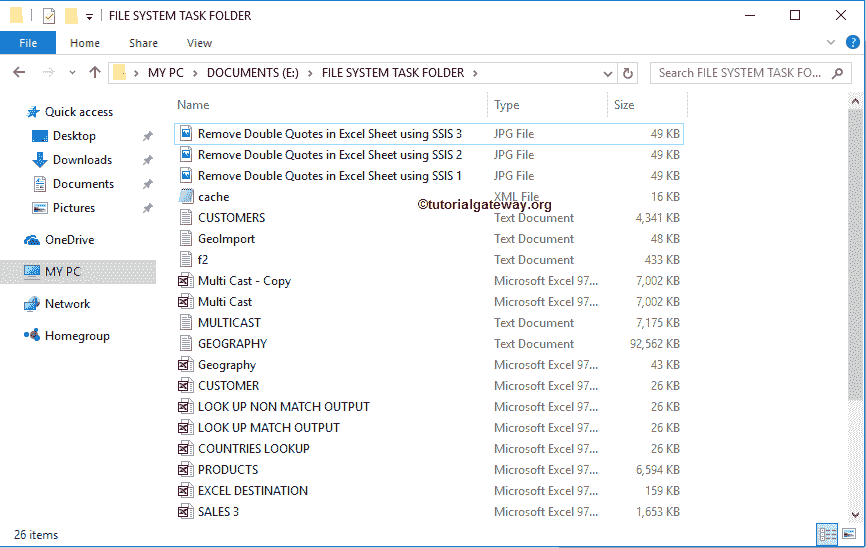 FILE SYSTEM TASK FOLDER
File Home Share View
MY PC DOCUMENTS (E:) FILE SYSTEM TASK FOLDER Search FILE SYSTEM TASK FO...
Name Type Size
Quick access
Desktop
Downloads
Documents
Pictures
OneDrive
MY PC
Network
Homegroup
Remove Double Quotes in Excel Sheet using SSIS 3 JPG File 49 KB
Remove Double Quotes in Excel Sheet using SSIS 2 JPG File 49 KB
Remove Double Quotes in Excel Sheet using SSIS 1 JPG File 49 KB
cache XML File 16 KB
©tutorialgateway.org
CUSTOMERS Text Document 4,341 KB
GeoImport Text Document 48 KB
f2 Text Document 433 KB
Multi Cast - Copy Microsoft Excel 97... 7,002 KB
Multi Cast Microsoft Excel 97... 7,002 KB
MULTICAST Text Document 7,175 KB
GEOGRAPHY Text Document 92,562 KB
Geography Microsoft Excel 97... 43 KB
CUSTOMER Microsoft Excel 97... 26 KB
LOOK UP NON MATCH OUTPUT Microsoft Excel 97... 26 KB
LOOK UP MATCH OUTPUT Microsoft Excel 97... 26 KB
COUNTRIES LOOKUP Microsoft Excel 97... 26 KB
PRODUCTS Microsoft Excel 97... 6,594 KB
EXCEL DESTINATION Microsoft Excel 97... 159 KB
SALES 3 Microsoft Excel 97... 1,653 KB
26 items